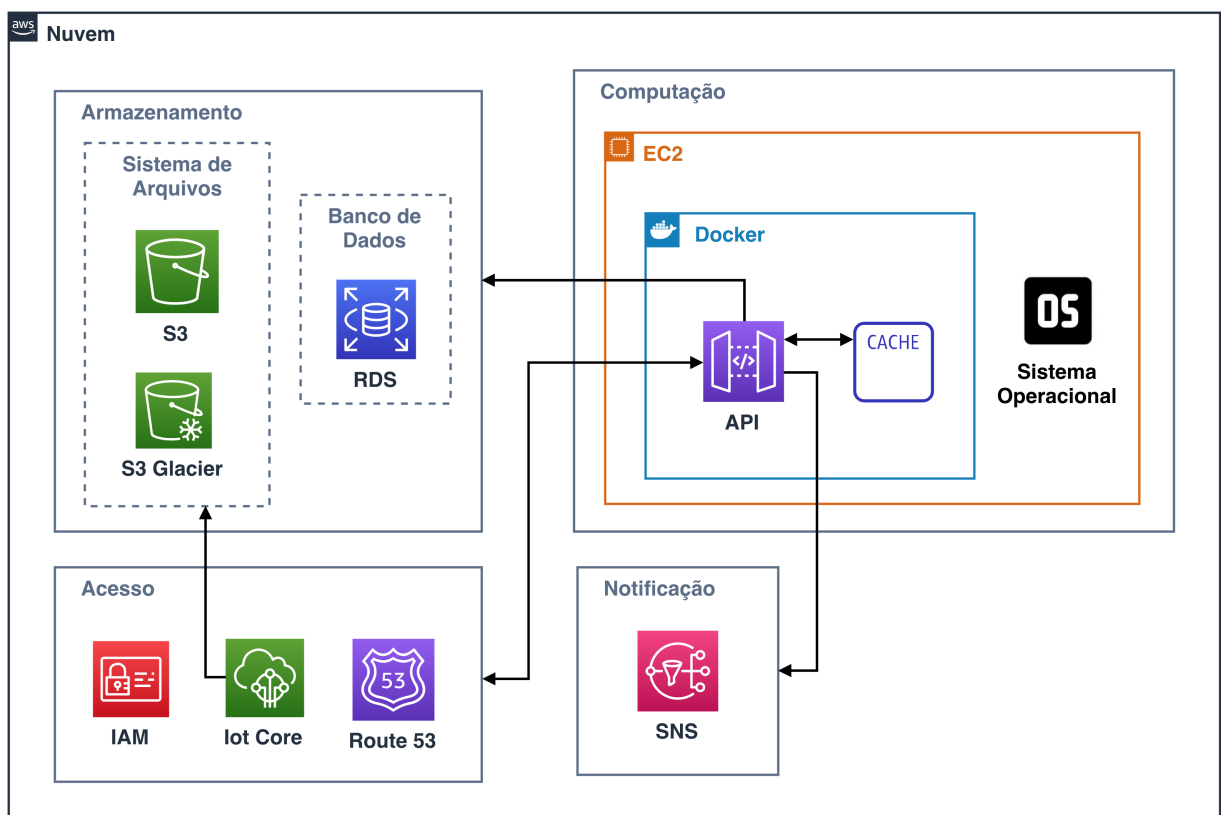 aws
Nuvem
Armazenamento
Sistema de
Arquivos
S3
S3 Glacier
Banco de
Dados
RDS
Computação
EC2
Docker
</>
API
CACHE
OS
Sistema
Operacional
Acesso
IAM
Iot Core
53
Route 53
Notificação
SNS